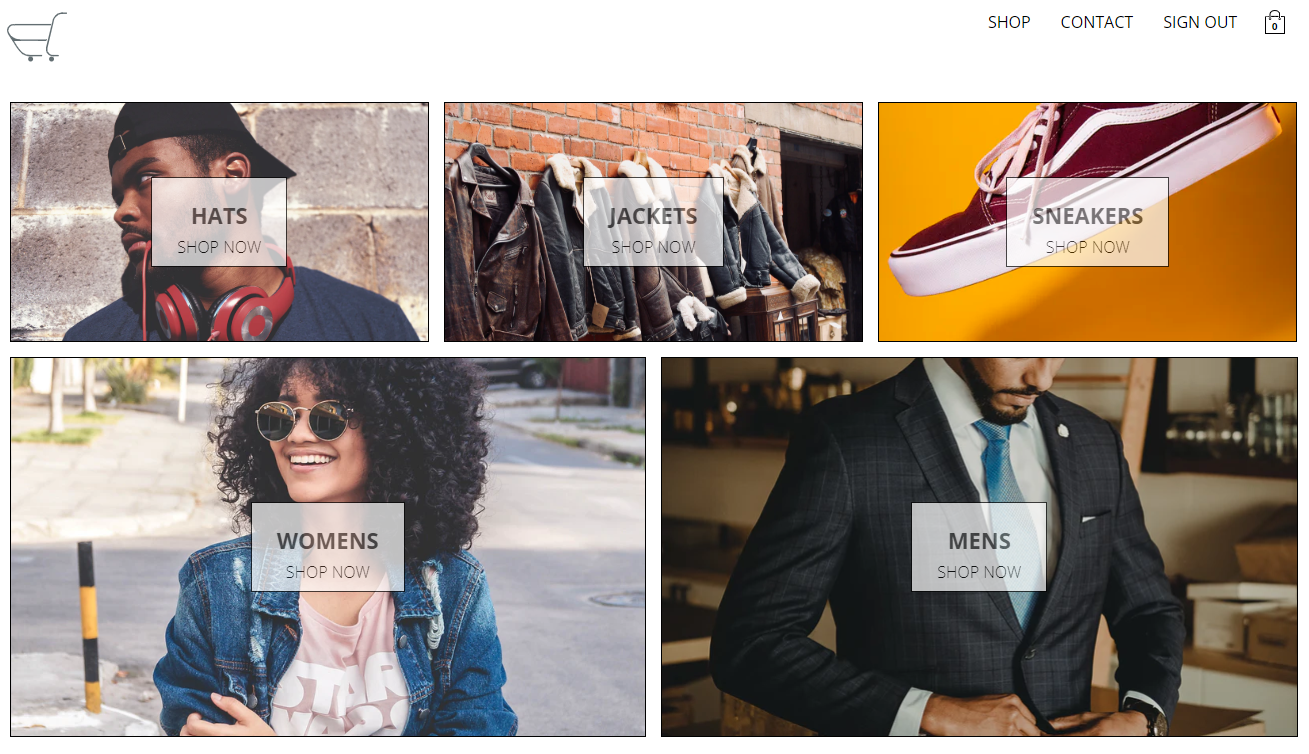 SHOP
CONTACT
SIGN OUT
0
HATS
SHOP NOW
JACKETS
SHOP NOW
SNEAKERS
SHOP NOW
WOMENS
SHOP NOW
MENS
SHOP NOW
STAR